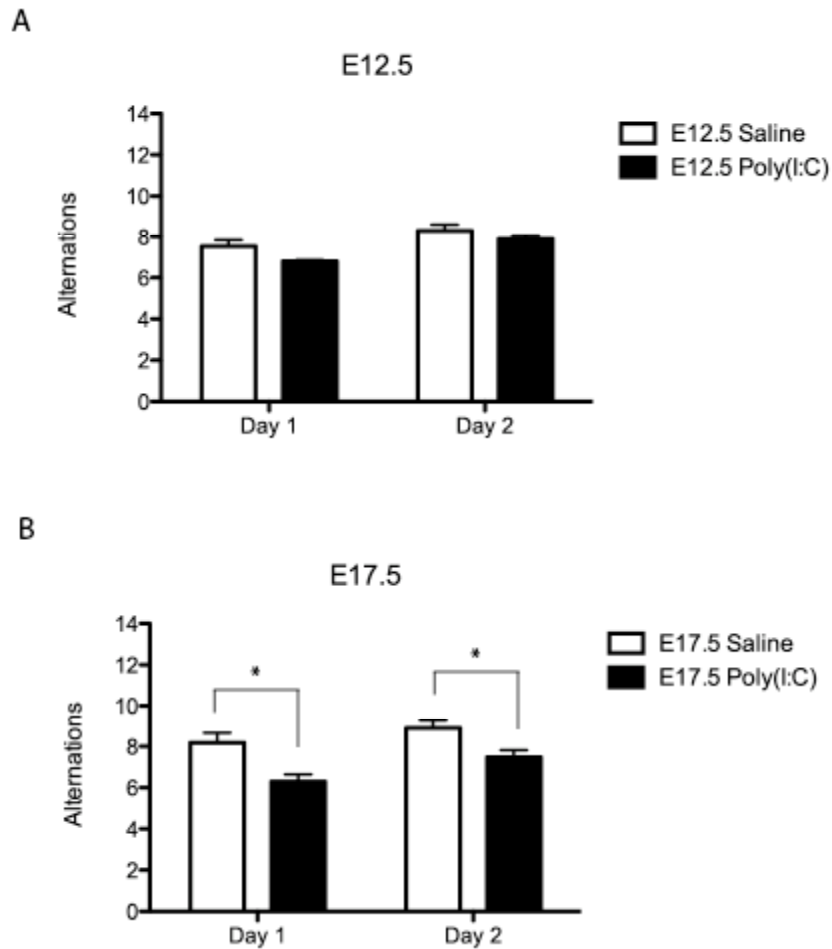 A
E12.5
14
12
10
8
6
4
2
0
Alternations
Day 1
Day 2
E12.5 Saline
E12.5 Poly(I:C)
B
E17.5
14
12
10
8
6
4
2
0
Alternations
*
*
Day 1
Day 2
E17.5 Saline
E17.5 Poly(I:C)